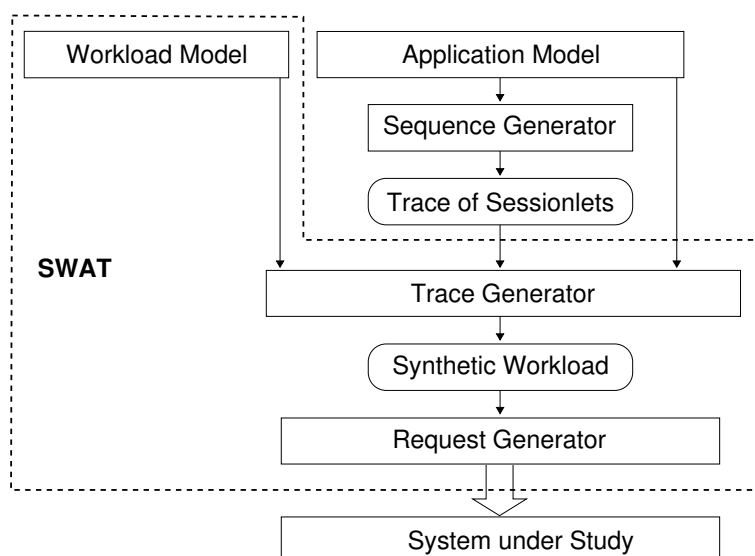 Workload Model
Application Model
Sequence Generator
Trace of Sessionlets
SWAT
Trace Generator
Synthetic Workload
Request Generator
System under Study